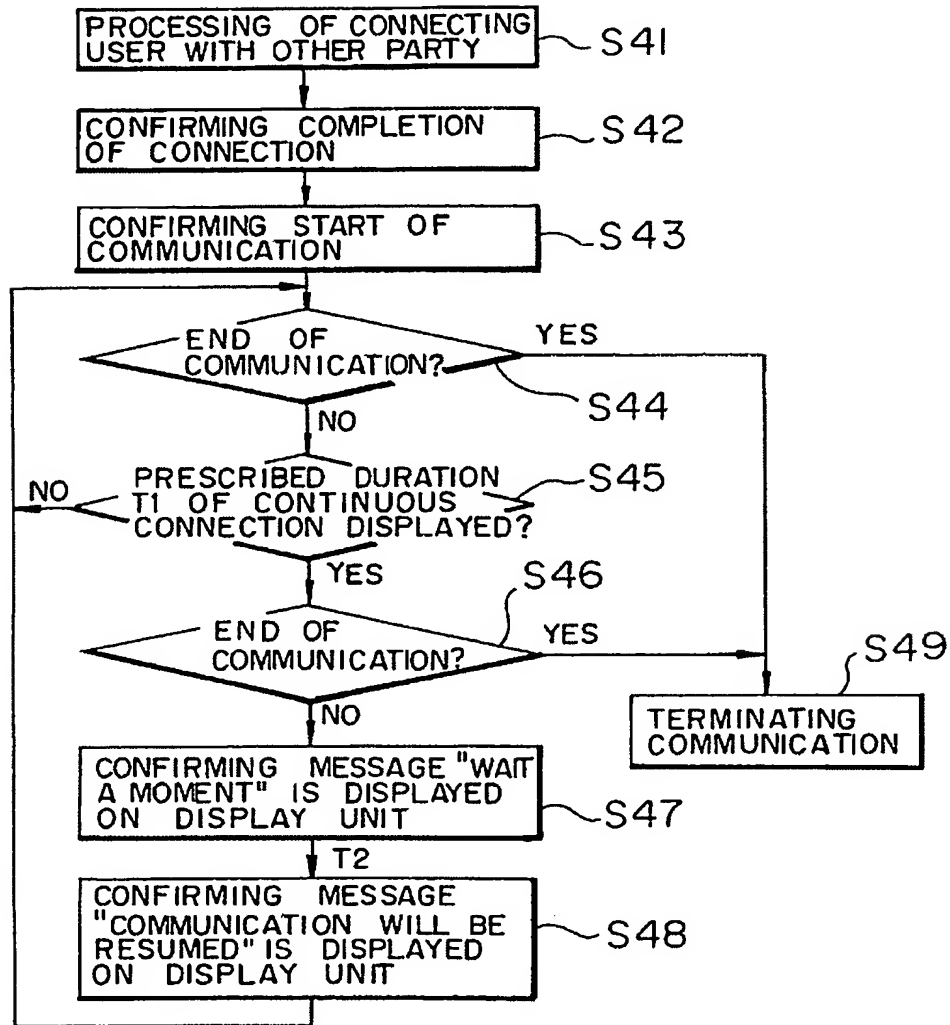 PROCESSING OF CONNECTING
USER WITH OTHER PARTY
S41
CONFIRMING COMPLETION
OF CONNECTION
S42
CONFIRMING START OF
COMMUNICATION
S43
END OF
COMMUNICATION?
YES
S44
NO
PRESCRIBED DURATION
T1 OF CONTINUOUS
CONNECTION DISPLAYED?
S45
NO
YES
END OF
COMMUNICATION?
S46
YES
NO
S49
TERMINATING
COMMUNICATION
CONFIRMING MESSAGE "WAIT
A MOMENT" IS DISPLAYED
ON DISPLAY UNIT
S47
T2
CONFIRMING MESSAGE
"COMMUNICATION WILL BE
RESUMED" IS DISPLAYED
ON DISPLAY UNIT
S48